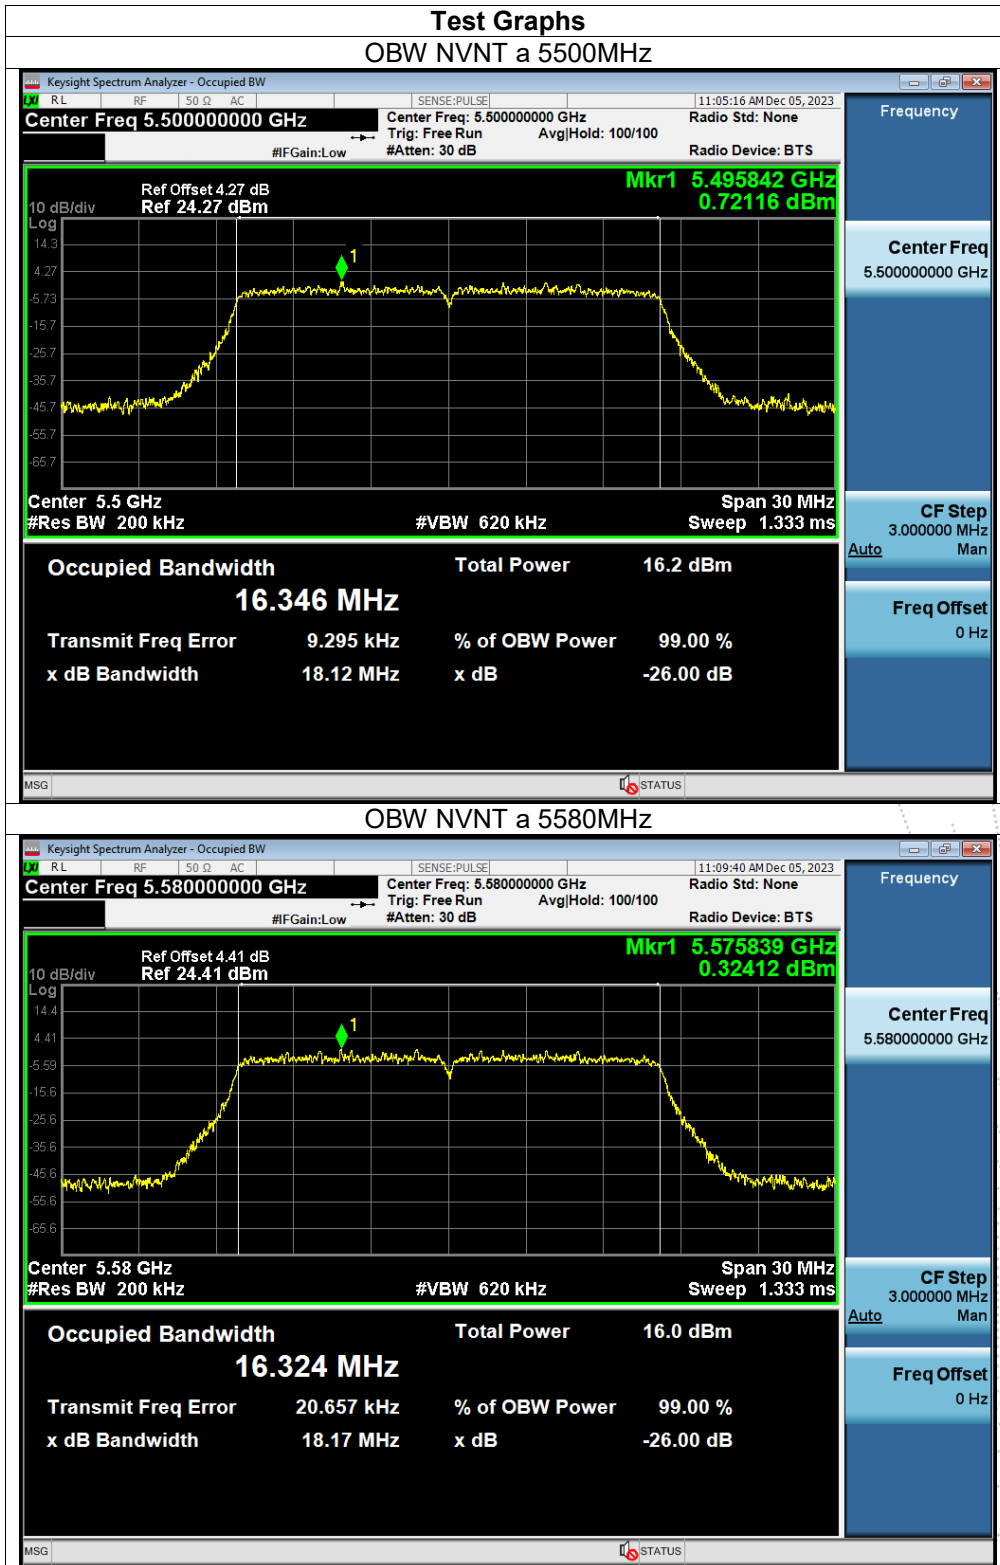 Test Graphs
OBW NVNT a 5500MHz
Keysight Spectrum Analyzer - Occupied BW
LXI RL RF 50 Ω AC SENSE:PULSE 11:05:16 AM Dec 05, 2023
Center Freq 5.500000000 GHz
Center Freq: 5.500000000 GHz
Radio Std: None
Trig: Free Run Avg|Hold: 100/100
#IFGain:Low #Atten: 30 dB Radio Device: BTS
Frequency
Mkr1 5.495842 GHz
0.72116 dBm
Ref Offset 4.27 dB
10 dB/div Ref 24.27 dBm
Log
14.3
4.27
-5.73
-15.7
-25.7
-35.7
-45.7
-55.7
-65.7
1
Center 5.5 GHz Span 30 MHz
#Res BW 200 kHz #VBW 620 kHz Sweep 1.333 ms
Center Freq
5.500000000 GHz
CF Step
3.000000 MHz
Auto Man
Freq Offset
0 Hz
Occupied Bandwidth Total Power 16.2 dBm
16.346 MHz
Transmit Freq Error 9.295 kHz % of OBW Power 99.00 %
x dB Bandwidth 18.12 MHz x dB -26.00 dB
MSG STATUS
OBW NVNT a 5580MHz
Keysight Spectrum Analyzer - Occupied BW
LXI RL RF 50 Ω AC SENSE:PULSE 11:09:40 AM Dec 05, 2023
Center Freq 5.580000000 GHz
Center Freq: 5.580000000 GHz
Radio Std: None
Trig: Free Run Avg|Hold: 100/100
#IFGain:Low #Atten: 30 dB Radio Device: BTS
Frequency
Mkr1 5.575839 GHz
0.32412 dBm
Ref Offset 4.41 dB
10 dB/div Ref 24.41 dBm
Log
14.4
4.41
-5.59
-15.6
-25.6
-35.6
-45.6
-55.6
-65.6
1
Center 5.58 GHz Span 30 MHz
#Res BW 200 kHz #VBW 620 kHz Sweep 1.333 ms
Center Freq
5.580000000 GHz
CF Step
3.000000 MHz
Auto Man
Freq Offset
0 Hz
Occupied Bandwidth Total Power 16.0 dBm
16.324 MHz
Transmit Freq Error 20.657 kHz % of OBW Power 99.00 %
x dB Bandwidth 18.17 MHz x dB -26.00 dB
MSG STATUS